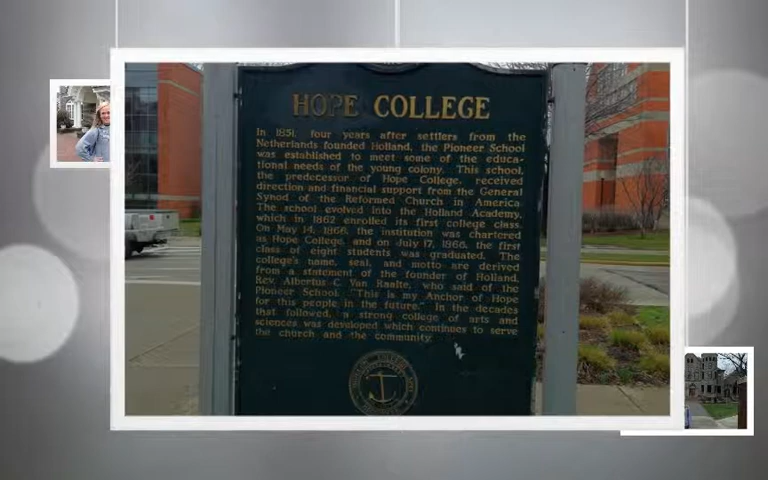 HOPE COLLEGE
In 1851, four years after settlers from the
Netherlands founded Holland, the Pioneer School
was established to meet some of the educa-
tional needs of the young colony. This school,
the predecessor of Hope College, received
direction and financial support from the General
Synod of the Reformed Church in America.
The school evolved into the Holland Academy,
which in 1862 enrolled its first college class.
On May 14, 1866, the institution was chartered
as Hope College, and on July 17, 1866, the first
class of eight students was graduated. The
college's name, seal, and motto are derived
from a statement of the founder of Holland,
Rev. Albertus C. Van Raalte, who said of the
Pioneer School, "This is my Anchor of Hope
for this people in the future." In the decades
that followed, a strong college of arts and
sciences was developed which continues to serve
the church and the community.